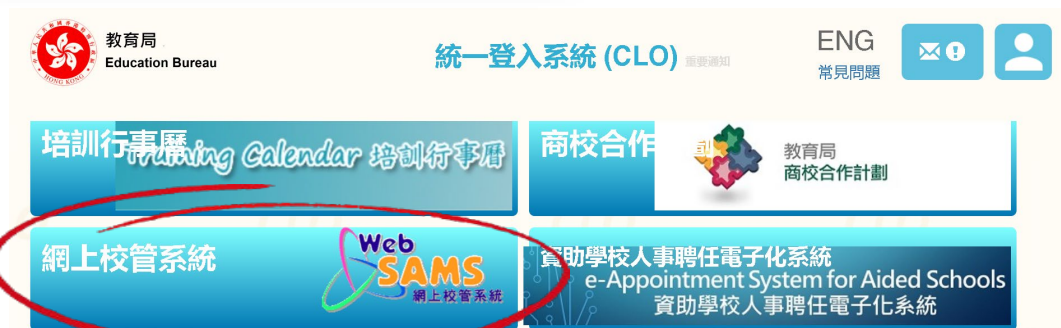 教育局
Education Bureau
統一登入系統 (CLO) 重要通知
ENG
常見問題
培訓行事曆
Training Calendar 培訓行事曆
商校合作
教育局
商校合作計劃
網上校管系統
Web
SAMS
網上校管系統
資助學校人事聘任電子化系統
e-Appointment System for Aided Schools
資助學校人事聘任電子化系統